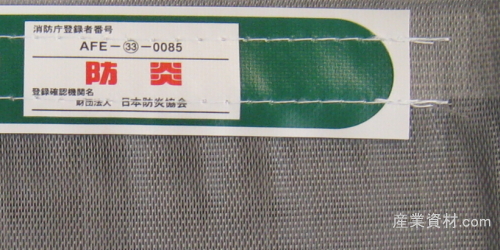 消防庁登録者番号
AFE－㉝－0085
防炎
登録確認機関名
財団法人 日本防炎協会
産業資材.com